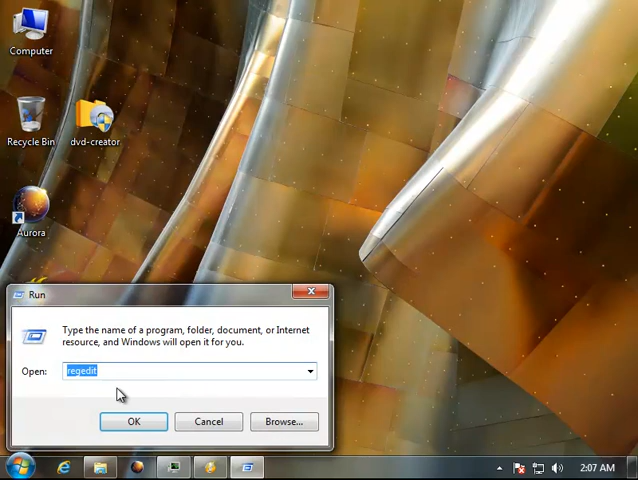 Computer
Recycle Bin
dvd-creator
Aurora
Run
Type the name of a program, folder, document, or Internet
resource, and Windows will open it for you.
Open:
regedit
OK
Cancel
Browse...
2:07 AM